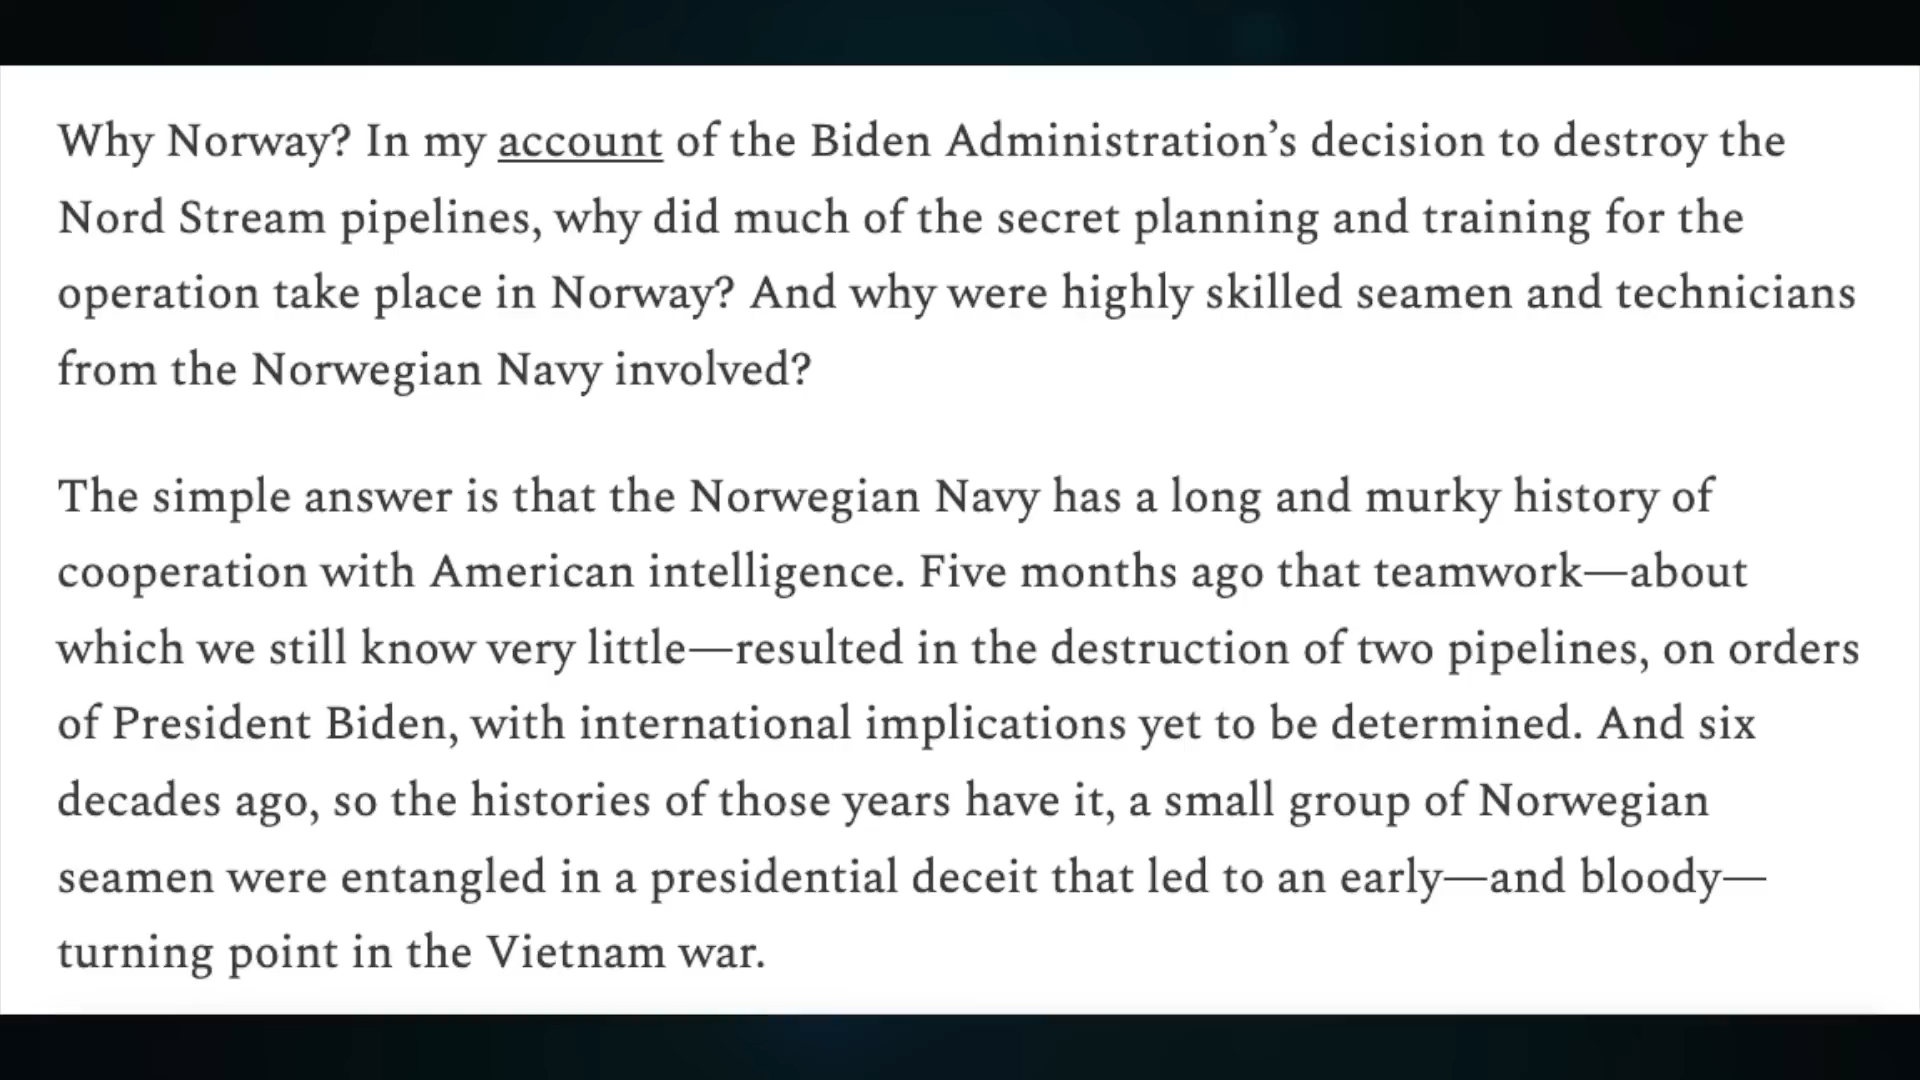 Why Norway? In my account of the Biden Administration’s decision to destroy the
Nord Stream pipelines, why did much of the secret planning and training for the
operation take place in Norway? And why were highly skilled seamen and technicians
from the Norwegian Navy involved?
The simple answer is that the Norwegian Navy has a long and murky history of
cooperation with American intelligence. Five months ago that teamwork—about
which we still know very little—resulted in the destruction of two pipelines, on orders
of President Biden, with international implications yet to be determined. And six
decades ago, so the histories of those years have it, a small group of Norwegian
seamen were entangled in a presidential deceit that led to an early—and bloody—
turning point in the Vietnam war.